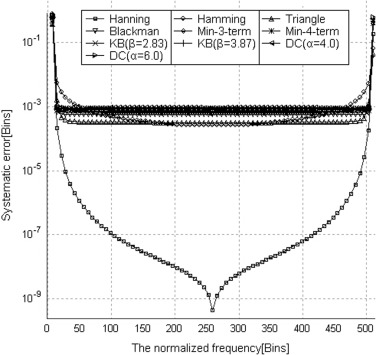 Hanning Hamming Triangle
Blackman Min-3-term Min-4-term
KB(β=2.83) KB(β=3.87) DC(α=4.0)
DC(α=6.0)
10⁻¹
10⁻³
10⁻⁵
10⁻⁷
10⁻⁹
Systematic error[Bins]
0 50 100 150 200 250 300 350 400 450 500
The normalized frequency[Bins]